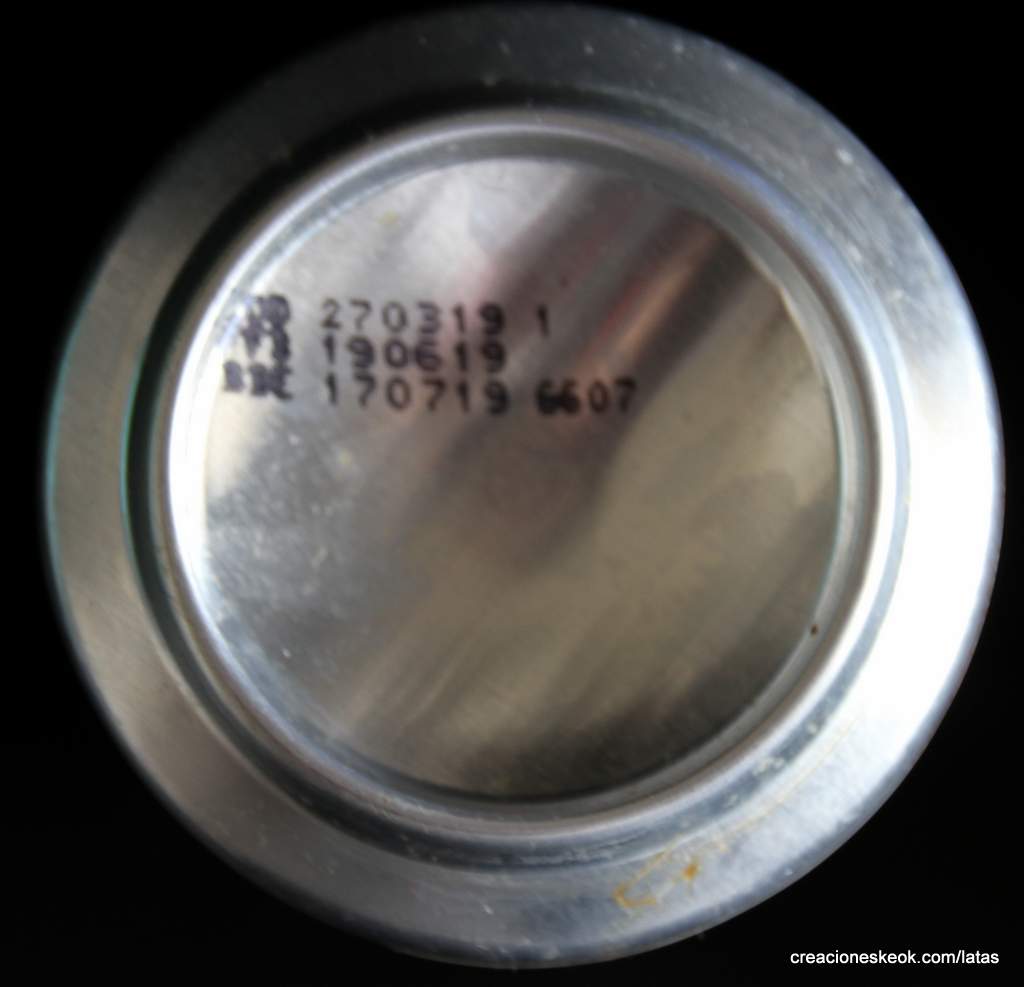 270319 1
190619
170719 6607
creacioneskeok.com/latas